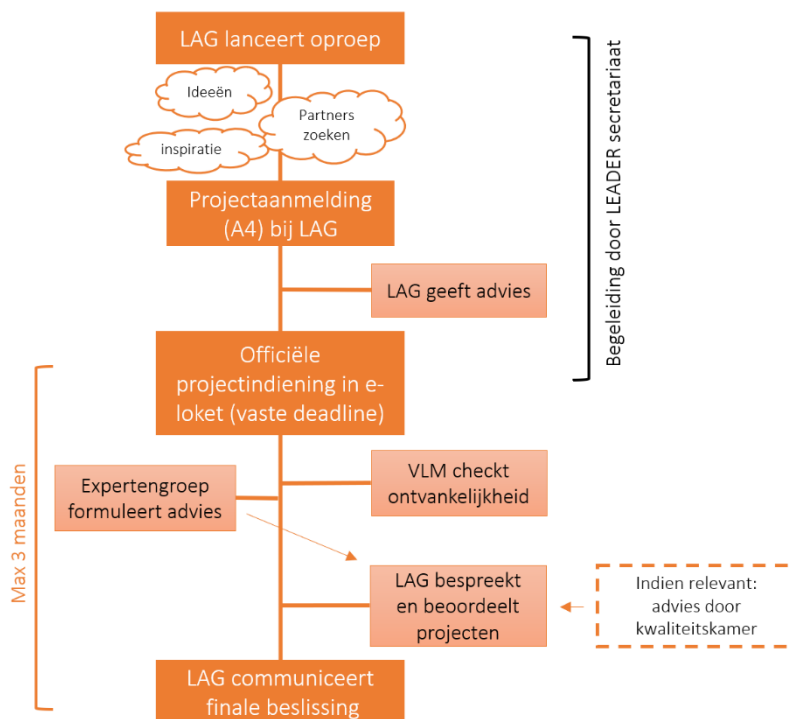 LAG lanceert oproep
Ideeën
Partners
zoeken
inspiratie
Projectaanmelding
(A4) bij LAG
LAG geeft advies
Begeleiding door LEADER secretariaat
Officiële
projectindiening in e-
loket (vaste deadline)
Max 3 maanden
Expertengroep
formuleert advies
VLM checkt
ontvankelijkheid
LAG bespreekt
en beoordeelt
projecten
Indien relevant:
advies door
kwaliteitskamer
LAG communiceert
finale beslissing